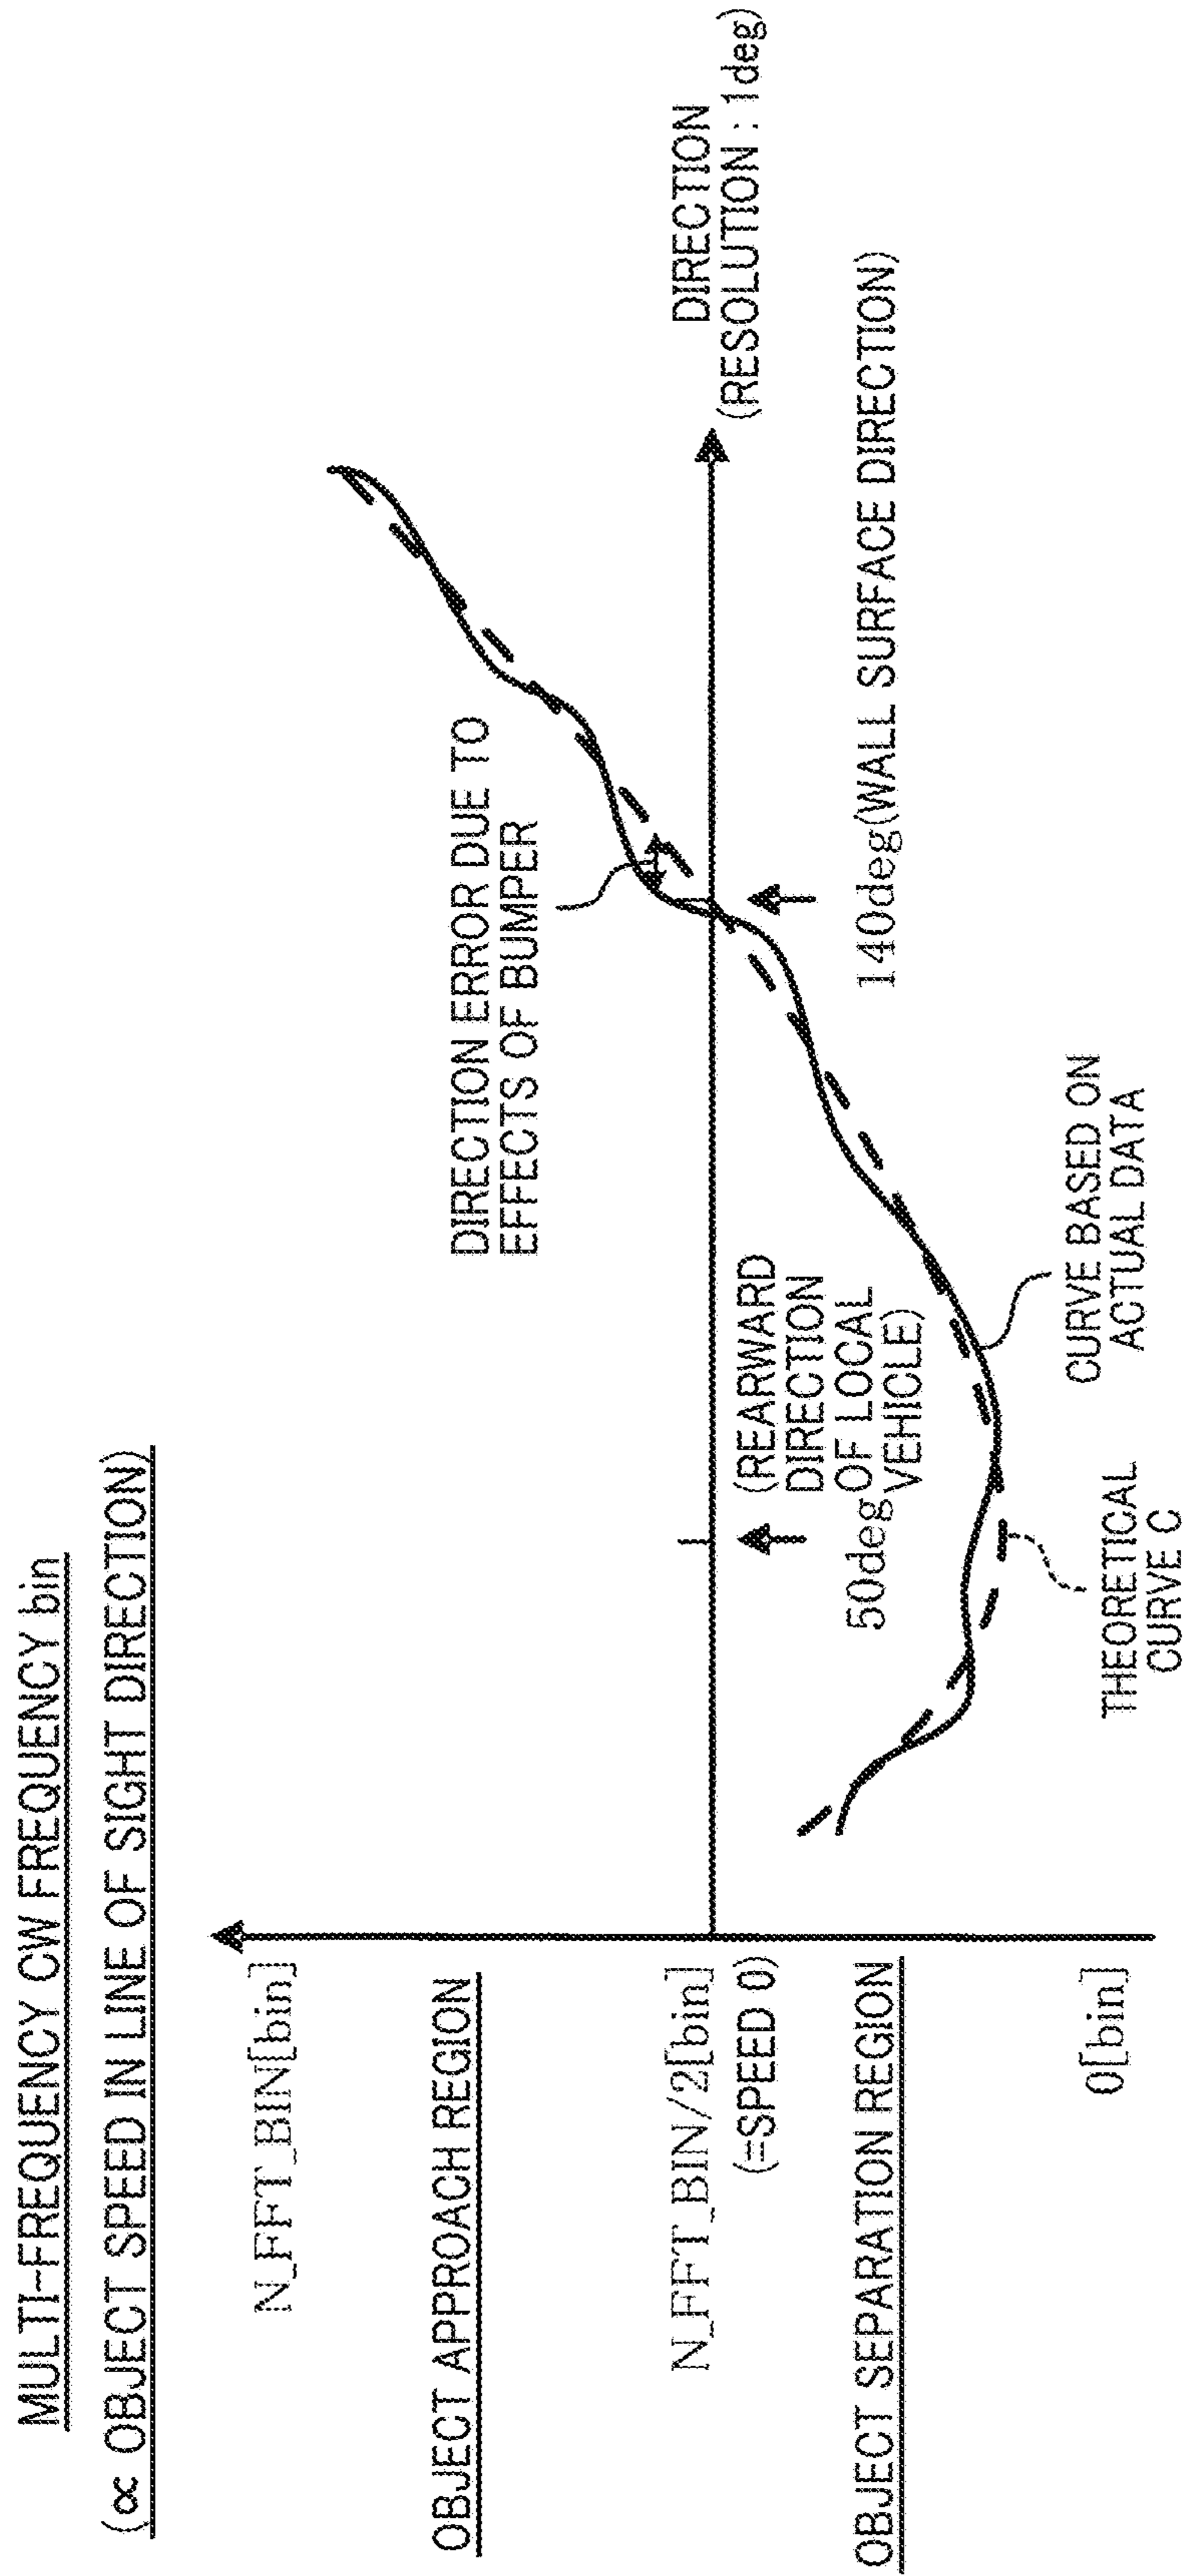 MULTI-FREQUENCY CW FREQUENCY bin
(∝ OBJECT SPEED IN LINE OF SIGHT DIRECTION)
N_FFT_BIN[bin]
OBJECT APPROACH REGION
N_FFT_BIN/2[bin]
(=SPEED 0)
OBJECT SEPARATION REGION
0[bin]
DIRECTION ERROR DUE TO
EFFECTS OF BUMPER
DIRECTION
(RESOLUTION : 1deg)
(REARWARD
DIRECTION
OF LOCAL
VEHICLE)
50deg
140deg(WALL SURFACE DIRECTION)
THEORETICAL
CURVE C
CURVE BASED ON
ACTUAL DATA